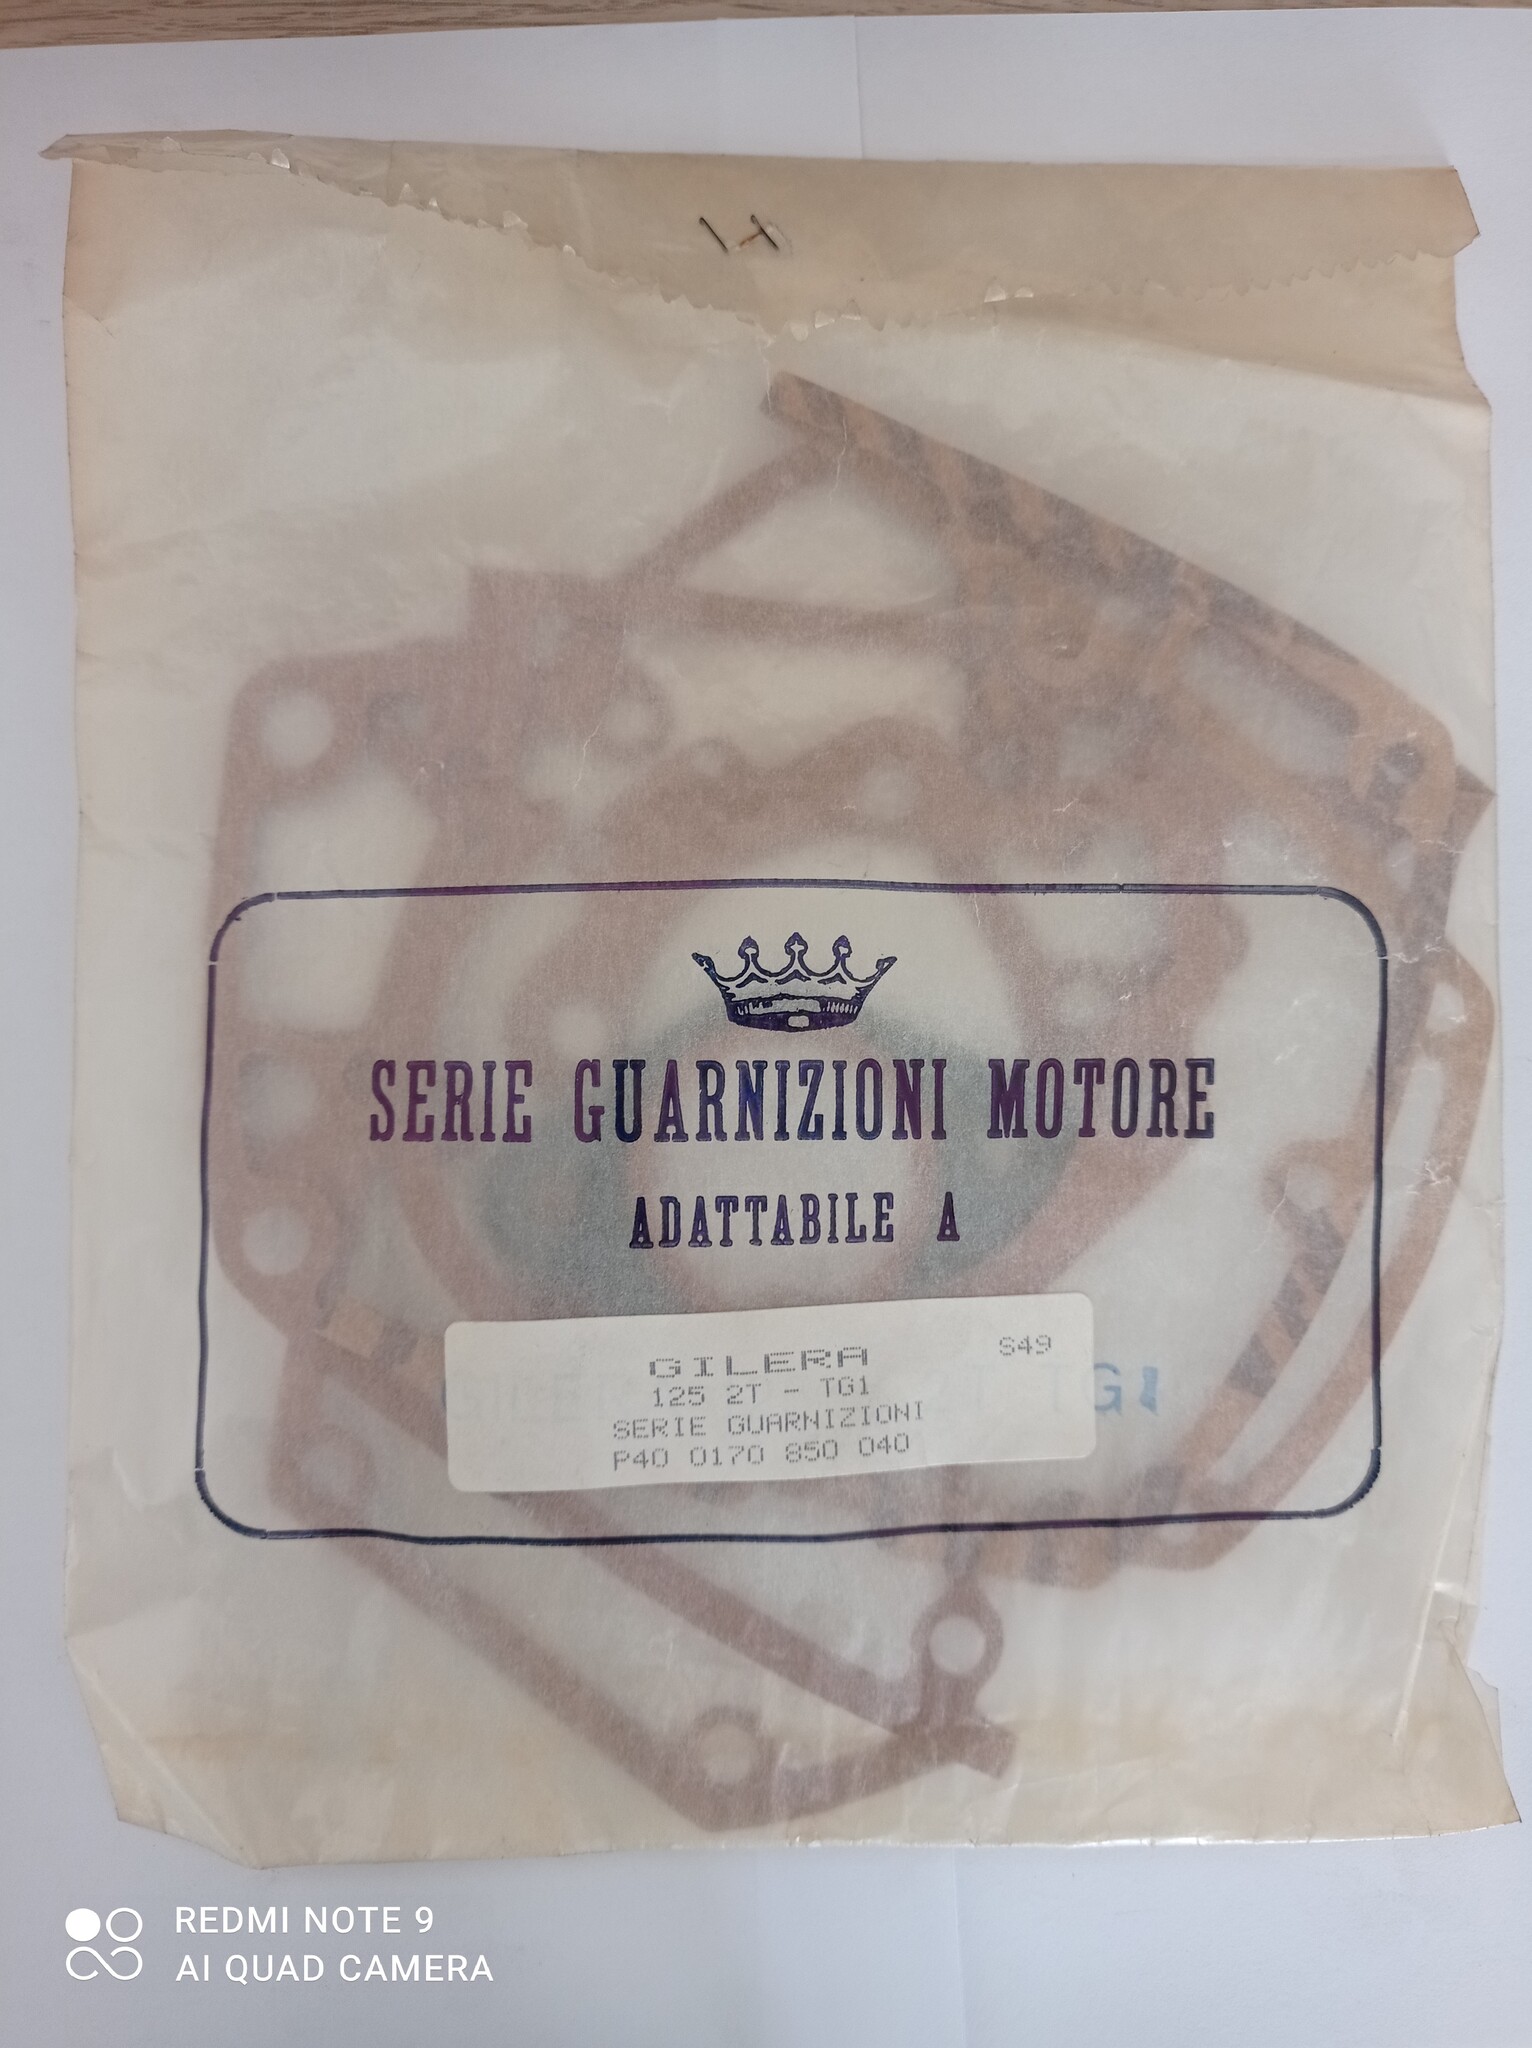 SERIE GUARNIZIONI MOTORE
ADATTABILE A
S49
GILERA
125 2T - TG1
SERIE GUARNIZIONI
P40 0170 850 040
TG1
REDMI NOTE 9
AI QUAD CAMERA